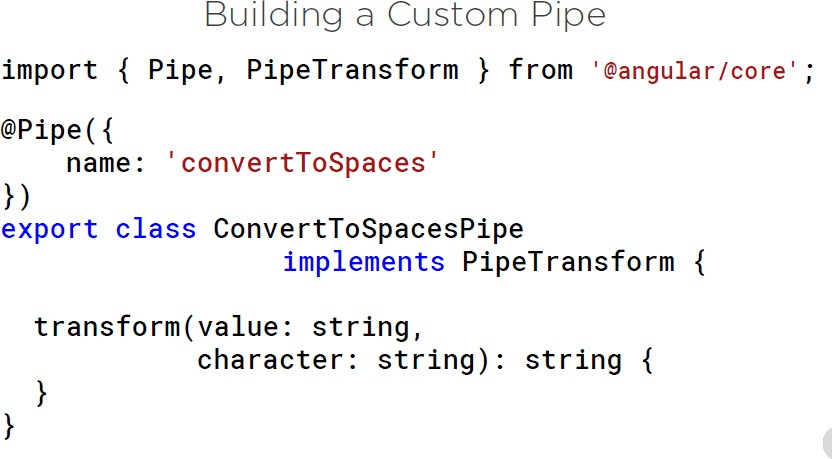 Building a Custom Pipe
import { Pipe, PipeTransform } from '@angular/core';
@Pipe({
    name: 'convertToSpaces'
})
export class ConvertToSpacesPipe
                 implements PipeTransform {
  transform(value: string,
            character: string): string {
  }
}